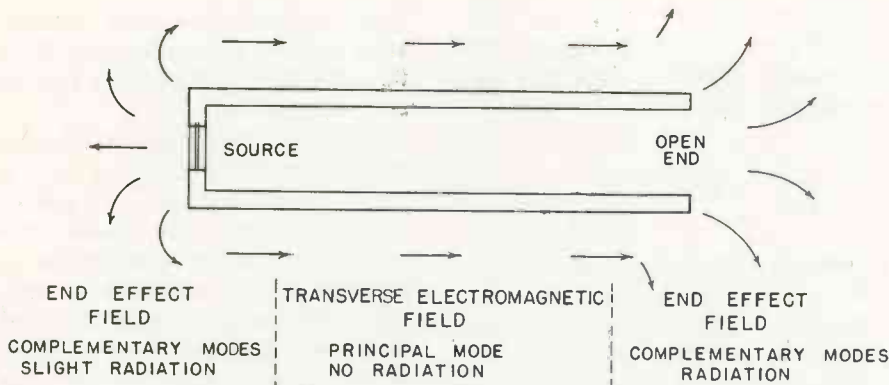 SOURCE
OPEN
END
END EFFECT
FIELD
COMPLEMENTARY MODES
SLIGHT RADIATION
TRANSVERSE ELECTROMAGNETIC
FIELD
PRINCIPAL MODE
NO RADIATION
END EFFECT
FIELD
COMPLEMENTARY MODES
RADIATION